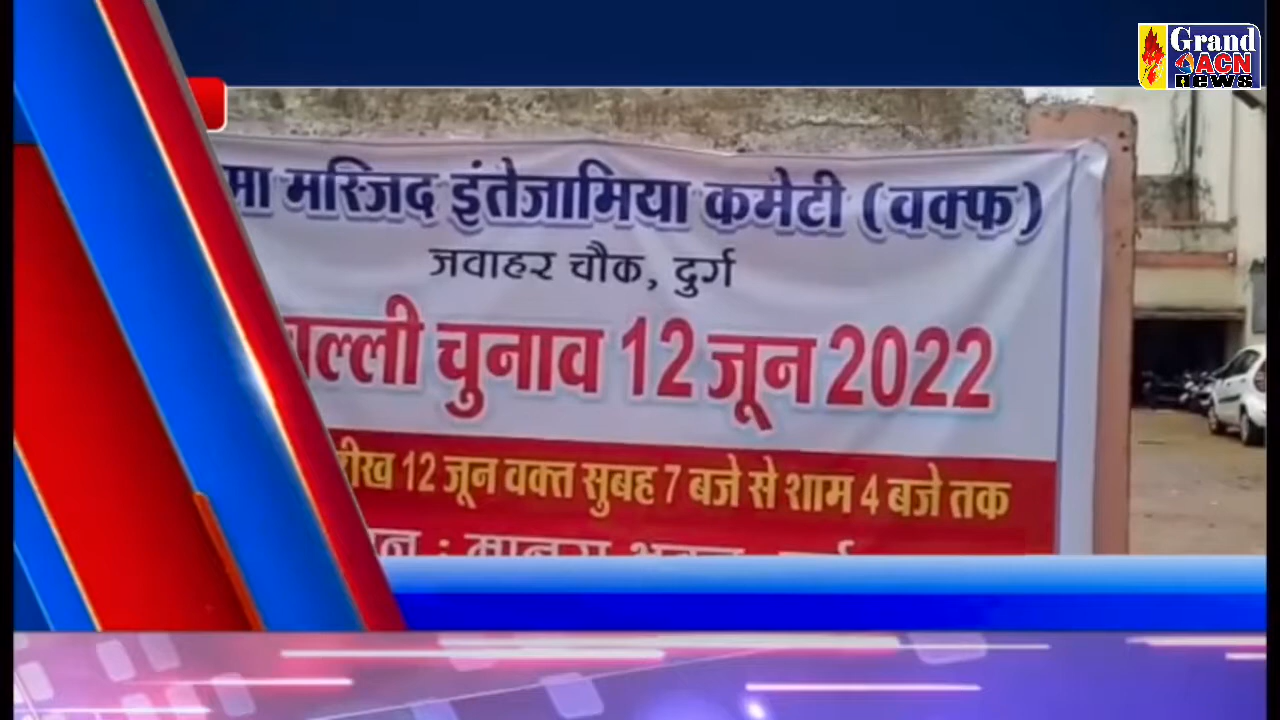 Grand
ACN
news
मस्जिद इंतेजामिया कमेटी (वक्फ)
जवाहर चौक, दुर्ग
चुनाव 12 जून 2022
12 जून वक्त सुबह 7 बजे से शाम 4 बजे तक